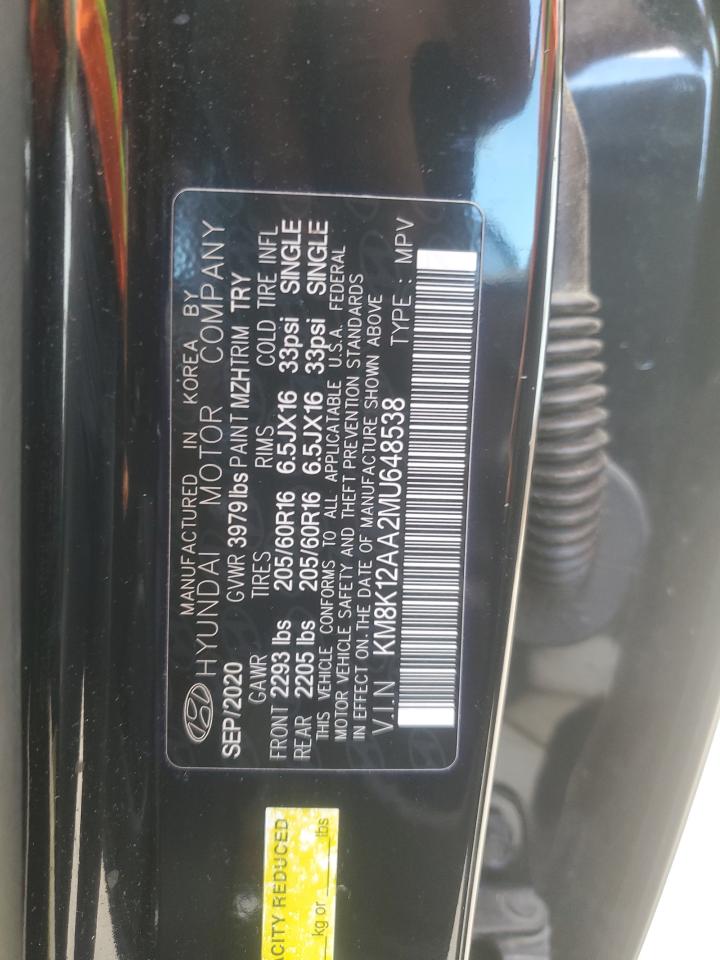 MANUFACTURED IN KOREA BY
HYUNDAI MOTOR COMPANY
SEP/2020 GVWR 3979 lbs PAINT MZH TRIM TRY
GAWR TIRES RIMS COLD TIRE INFL
FRONT 2293 lbs 205/60R16 6.5JX16 33psi SINGLE
REAR 2205 lbs 205/60R16 6.5JX16 33psi SINGLE
THIS VEHICLE CONFORMS TO ALL APPLICABLE U.S.A. FEDERAL
MOTOR VEHICLE SAFETY AND THEFT PREVENTION STANDARDS
IN EFFECT ON THE DATE OF MANUFACTURE SHOWN ABOVE
V.I.N KM8K12AA2MU648538 TYPE : MPV
ACITY REDUCED
kg or ____ lbs